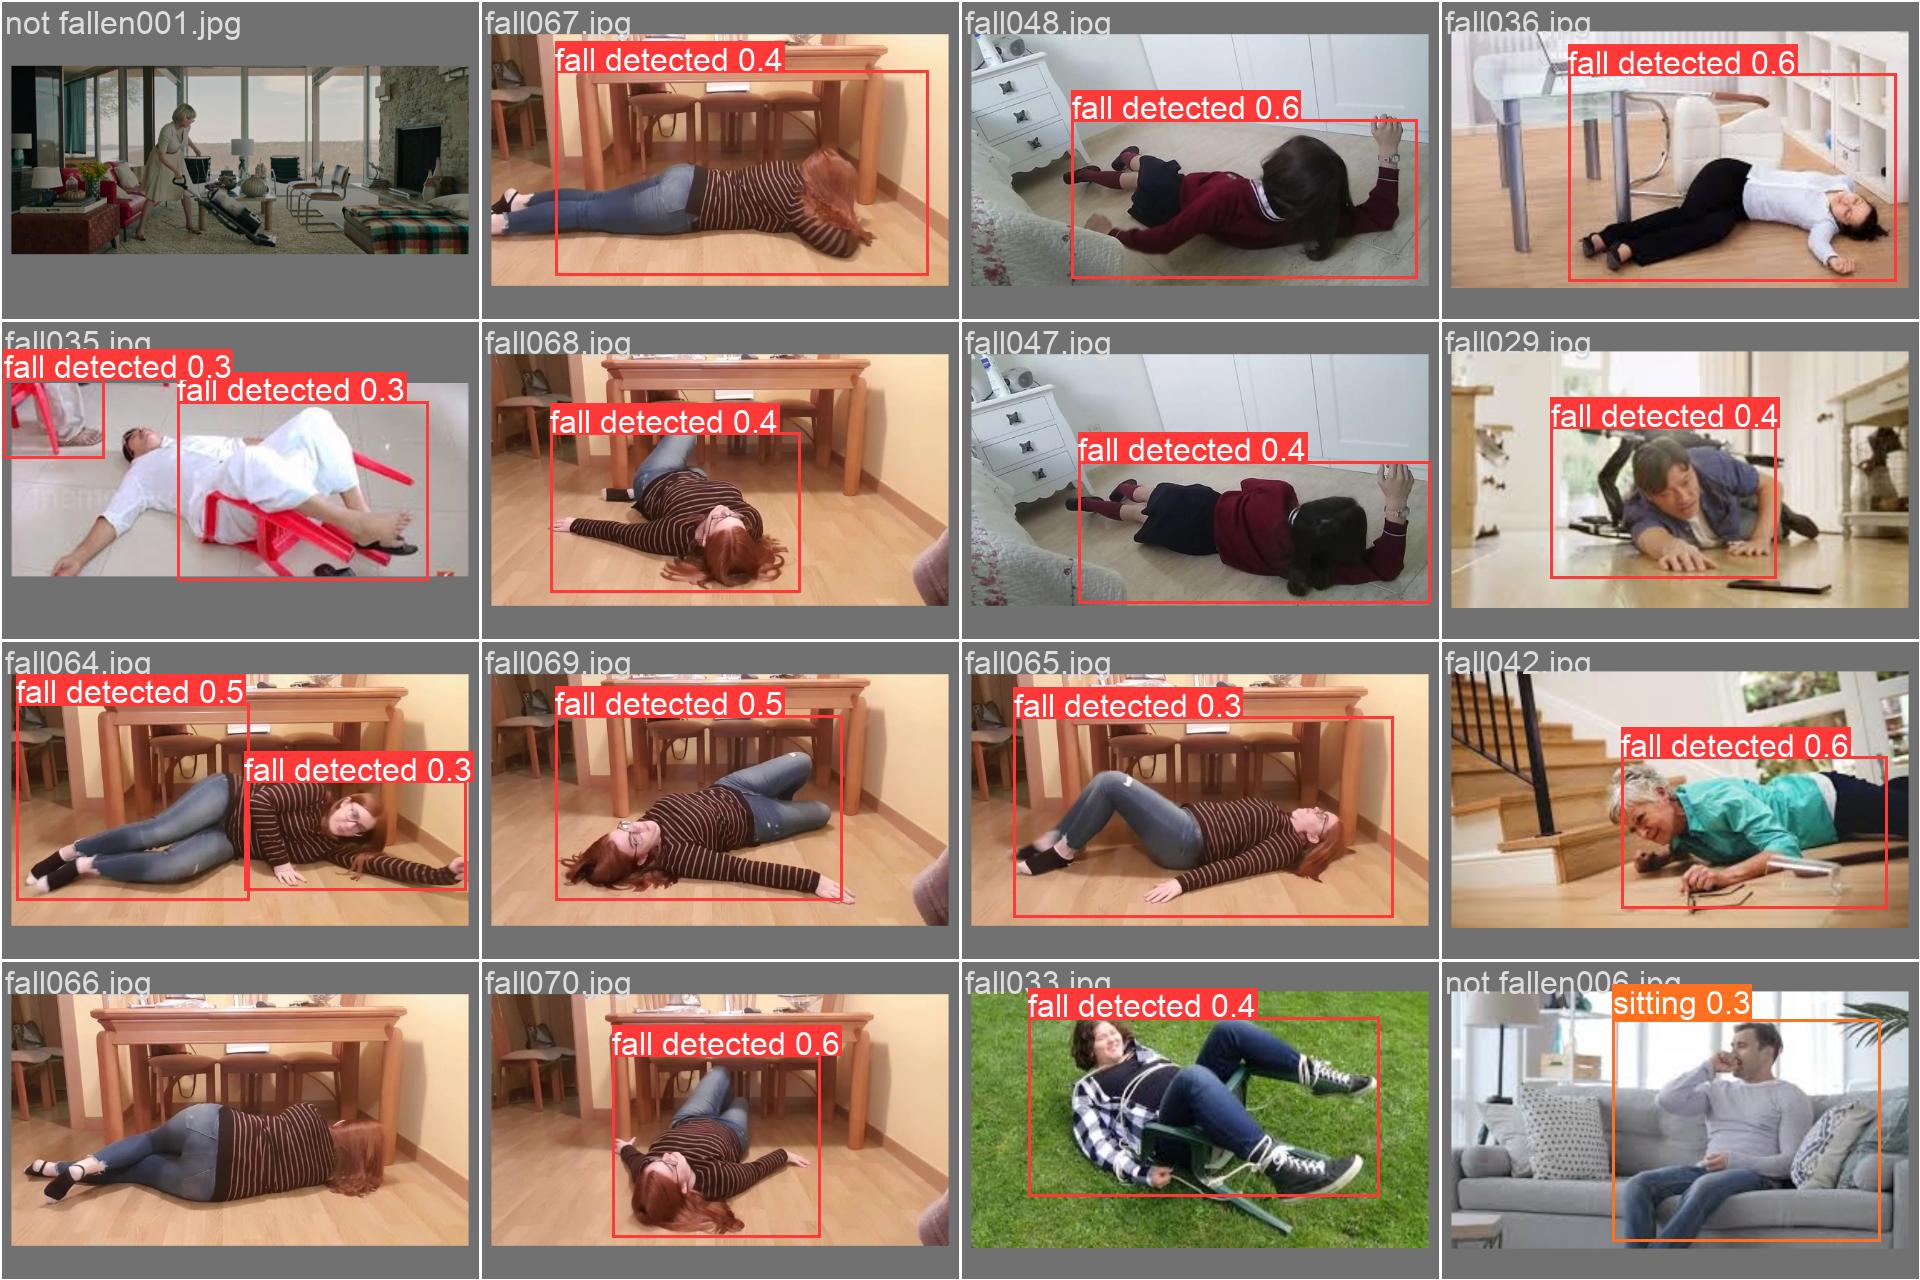 not fallen001.jpg
fall067.jpg
fall detected 0.4
fall048.jpg
fall detected 0.6
fall036.jpg
fall detected 0.6
fall035.jpg
fall detected 0.3
fall detected 0.3
fall068.jpg
fall detected 0.4
fall047.jpg
fall detected 0.4
fall029.jpg
fall detected 0.4
fall064.jpg
fall detected 0.5
fall detected 0.3
fall069.jpg
fall detected 0.5
fall065.jpg
fall detected 0.3
fall042.jpg
fall detected 0.6
fall066.jpg
fall070.jpg
fall detected 0.6
fall033.jpg
fall detected 0.4
not fallen006.jpg
sitting 0.3